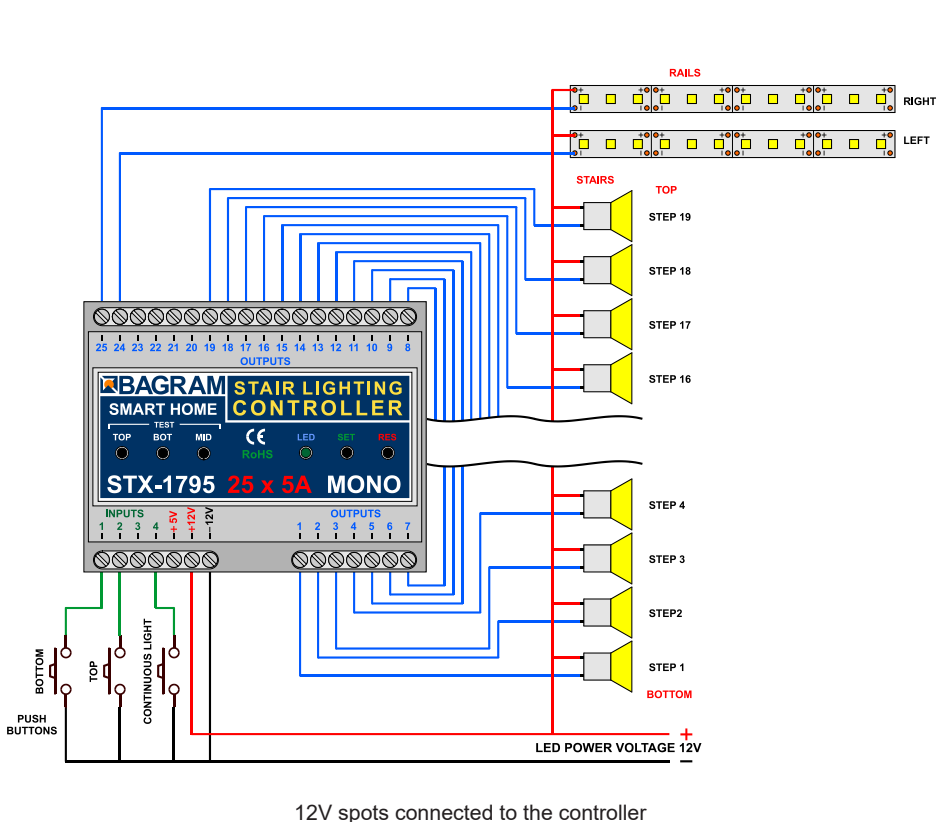 RAILS
RIGHT
LEFT
STAIRS
TOP
STEP 19
STEP 18
STEP 17
STEP 16
25 24 23 22 21 20 19 18 17 16 15 14 13 12 11 10 9 8
OUTPUTS
BAGRAM
SMART HOME
STAIR LIGHTING
CONTROLLER
TEST
TOP BOT MID
CE
RoHS
LED SET RES
STX-1795 25 x 5A MONO
INPUTS
1 2 3 4 +5V +12V –12V
OUTPUTS
1 2 3 4 5 6 7
STEP 4
STEP 3
STEP2
STEP 1
BOTTOM
BOTTOM
TOP
CONTINUOUS LIGHT
PUSH
BUTTONS
+
LED POWER VOLTAGE 12V
–
12V spots connected to the controller